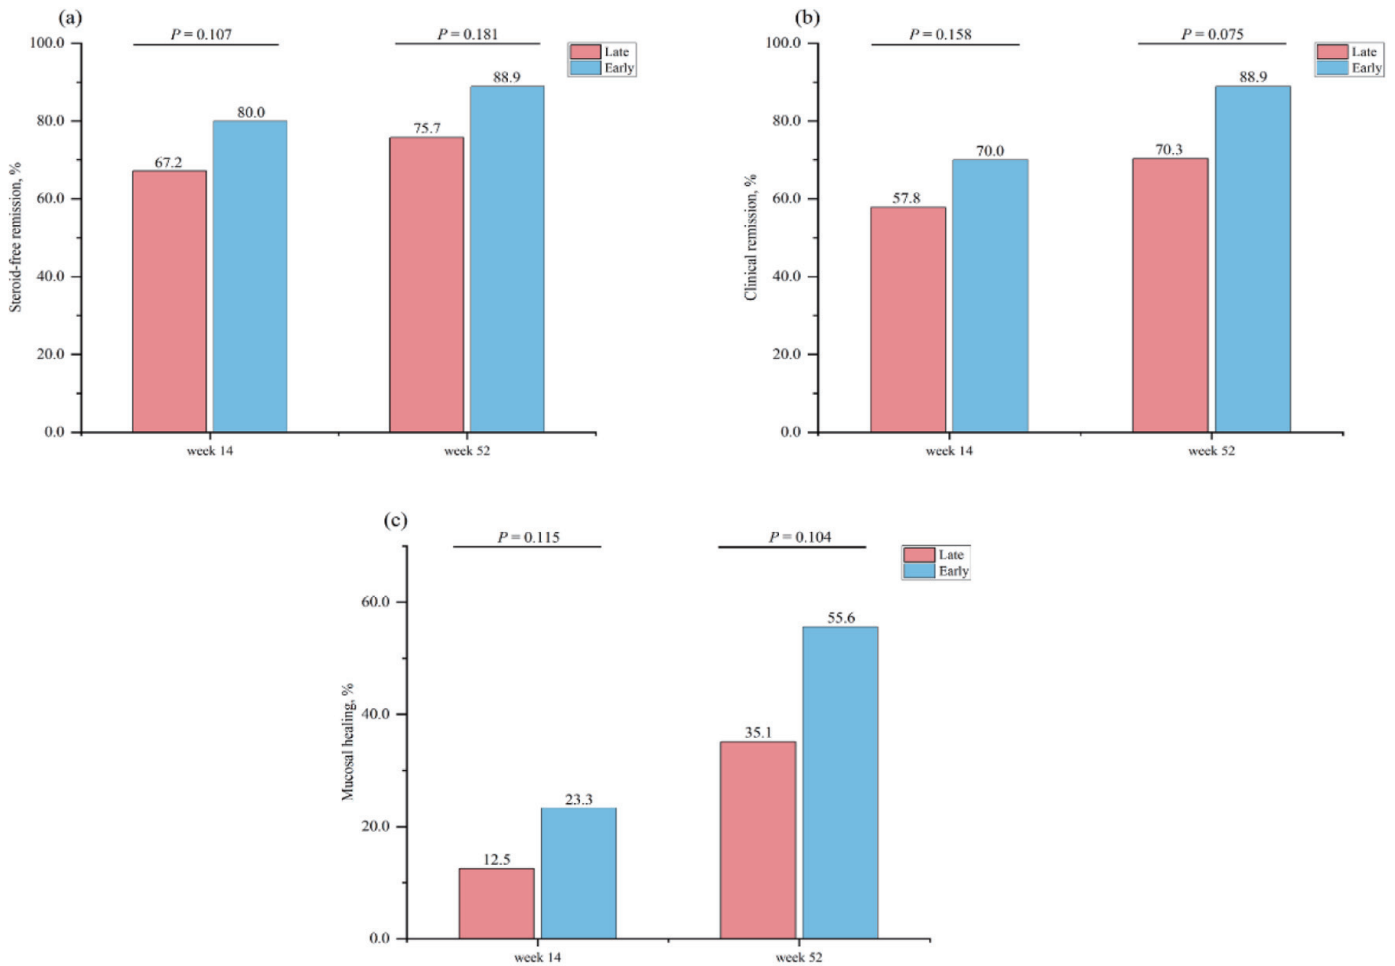 (a)
P = 0.107
P = 0.181
Late
Early
100.0
80.0
60.0
40.0
20.0
0.0
Steroid-free remission, %
67.2
80.0
75.7
88.9
week 14
week 52
(b)
P = 0.158
P = 0.075
Late
Early
100.0
80.0
60.0
40.0
20.0
0.0
Clinical remission, %
57.8
70.0
70.3
88.9
week 14
week 52
(c)
P = 0.115
P = 0.104
Late
Early
60.0
40.0
20.0
0.0
Mucosal healing, %
12.5
23.3
35.1
55.6
week 14
week 52